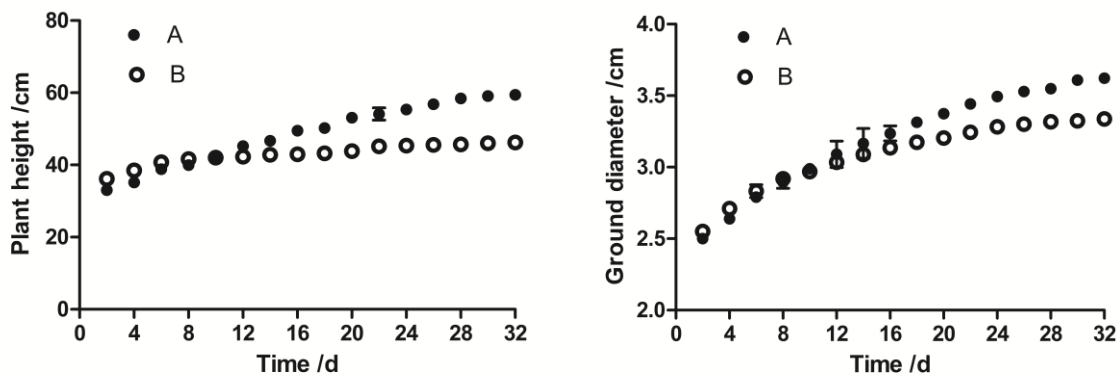 Plant height /cm
80
60
40
20
0
A
B
0 4 8 12 16 20 24 28 32
Time /d
Ground diameter /cm
4.0
3.5
3.0
2.5
2.0
A
B
0 4 8 12 16 20 24 28 32
Time /d